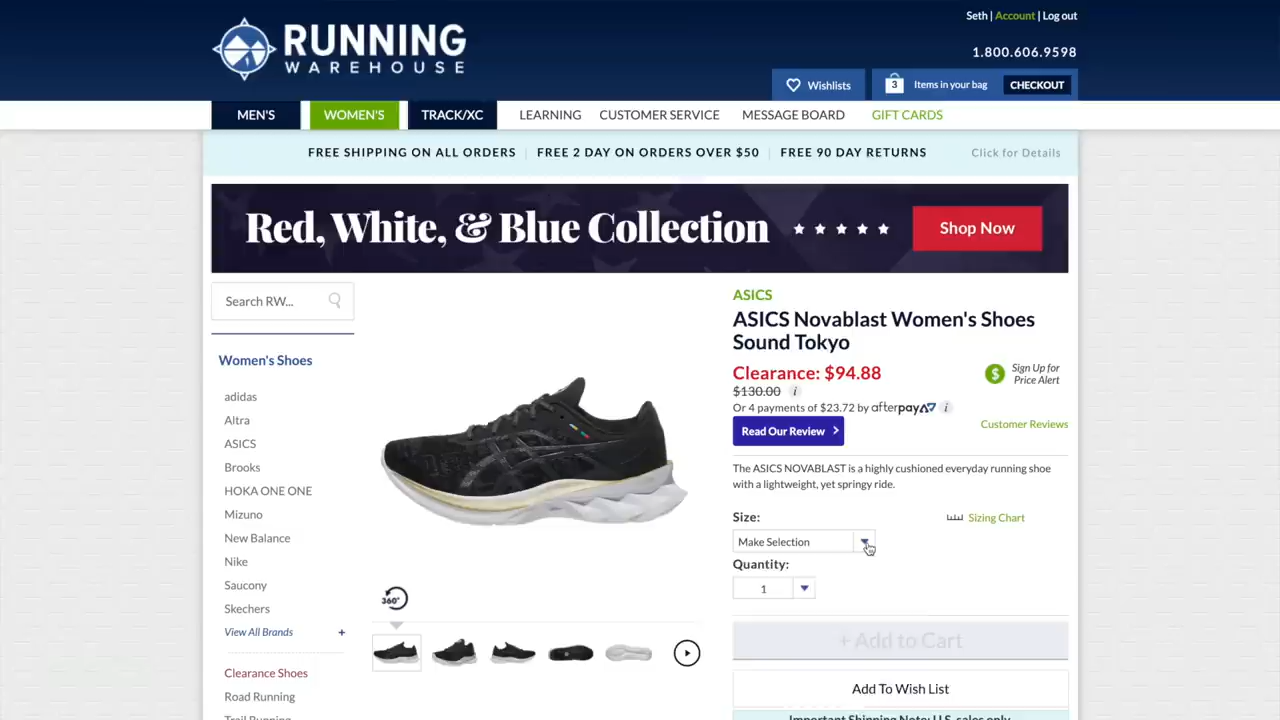 Seth | Account | Log out
RUNNING
WAREHOUSE
1.800.606.9598
Wishlists
3 Items in your bag CHECKOUT
MEN'S WOMEN'S TRACK/XC LEARNING CUSTOMER SERVICE MESSAGE BOARD GIFT CARDS
FREE SHIPPING ON ALL ORDERS | FREE 2 DAY ON ORDERS OVER $50 | FREE 90 DAY RETURNS Click for Details
Red, White, & Blue Collection Shop Now
Search RW...
Women's Shoes
adidas
Altra
ASICS
Brooks
HOKA ONE ONE
Mizuno
New Balance
Nike
Saucony
Skechers
View All Brands +
Clearance Shoes
Road Running
Trail Running
360°
ASICS
ASICS Novablast Women's Shoes
Sound Tokyo
Clearance: $94.88
$130.00 i
Or 4 payments of $23.72 by afterpay i
$ Sign Up for
Price Alert
Read Our Review
Customer Reviews
The ASICS NOVABLAST is a highly cushioned everyday running shoe
with a lightweight, yet springy ride.
Size:
Sizing Chart
Make Selection
Quantity:
1
+ Add to Cart
Add To Wish List
Important Shipping Note: U.S. sales only